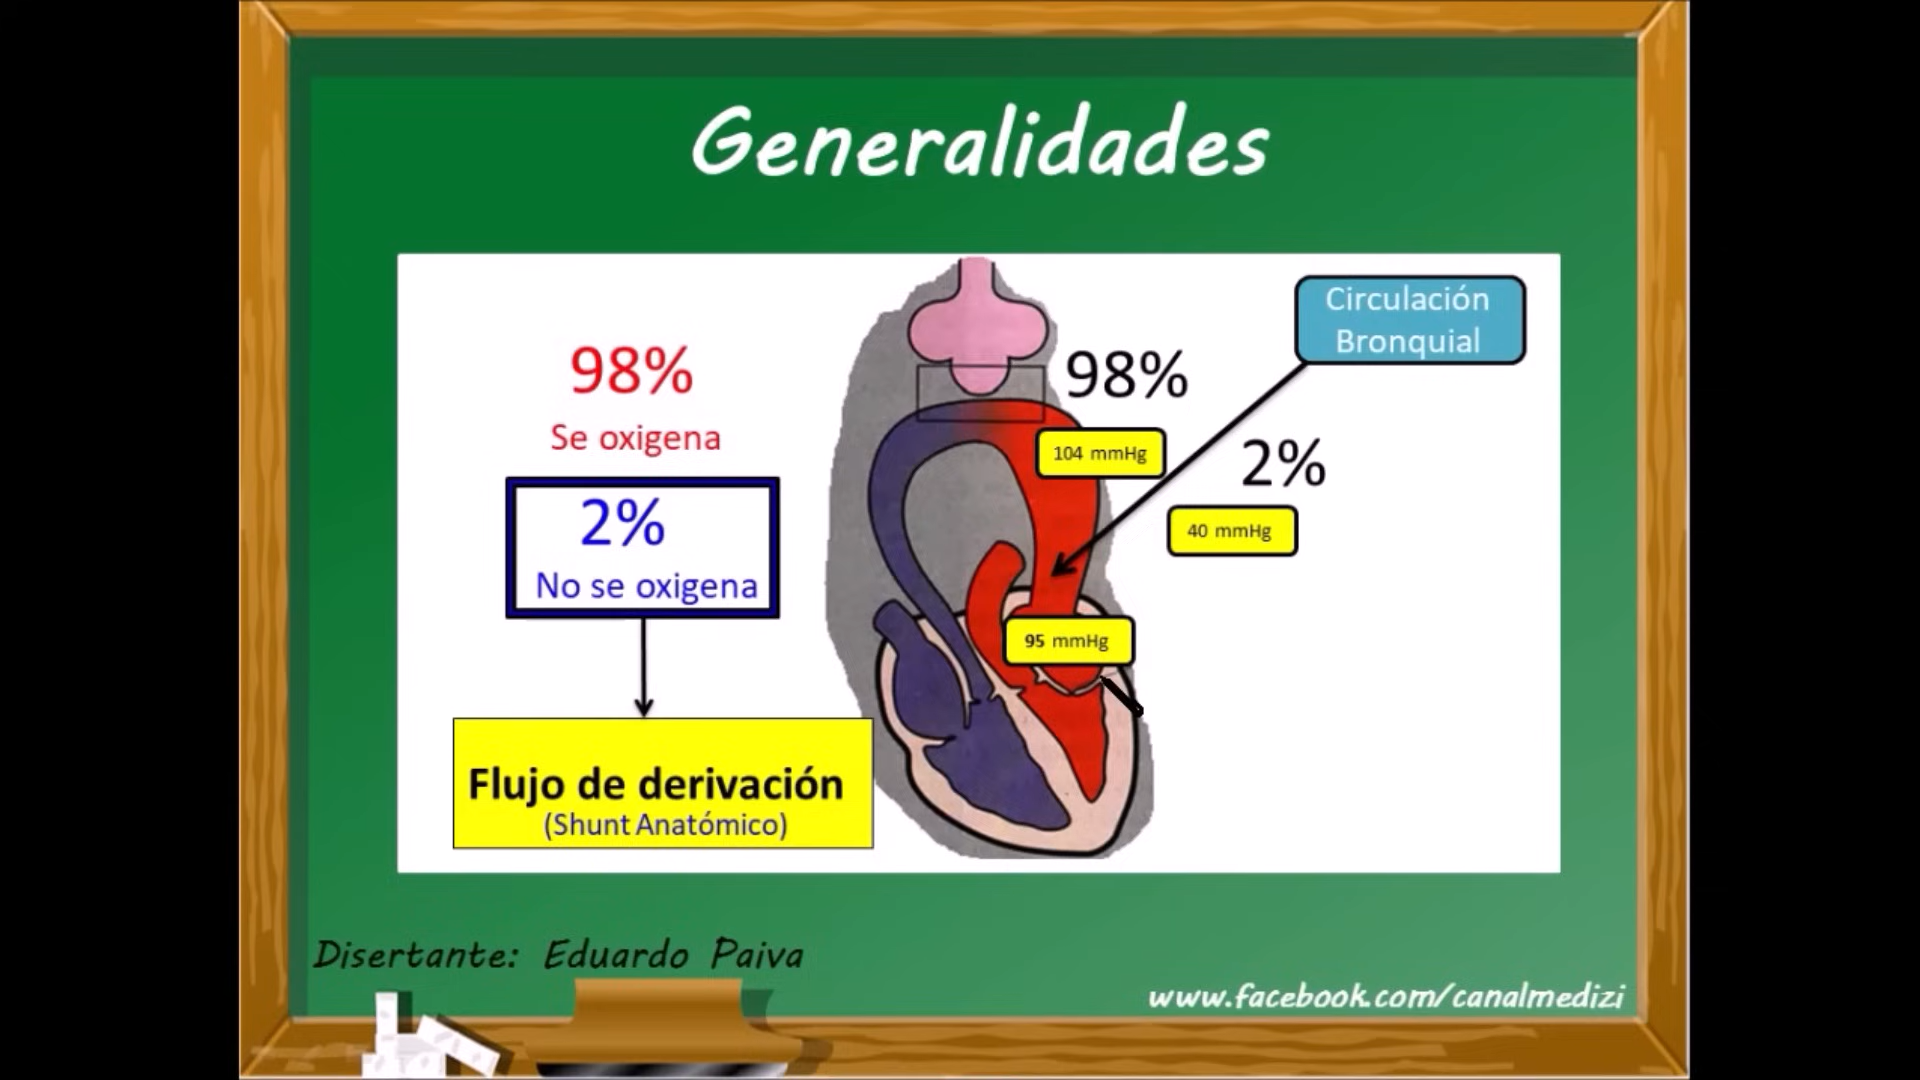 Generalidades
Circulación
Bronquial
98%
Se oxigena
98%
104 mmHg
2%
40 mmHg
2%
No se oxigena
95 mmHg
Flujo de derivación
(Shunt Anatómico)
Disertante: Eduardo Paiva
www.facebook.com/canalmedizi